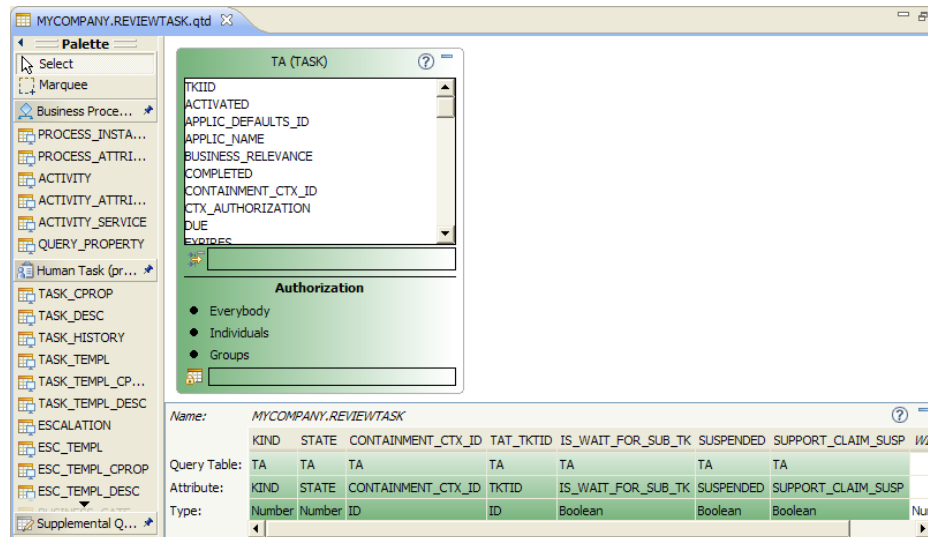 MYCOMPANY.REVIEWTASK.qtd
Palette
Select
Marquee
Business Proce...
PROCESS_INSTA...
PROCESS_ATTRI...
ACTIVITY
ACTIVITY_ATTRI...
ACTIVITY_SERVICE
QUERY_PROPERTY
Human Task (pr...
TASK_CPROP
TASK_DESC
TASK_HISTORY
TASK_TEMPL
TASK_TEMPL_CP...
TASK_TEMPL_DESC
ESCALATION
ESC_TEMPL
ESC_TEMPL_CPROP
ESC_TEMPL_DESC
Supplemental Q...
TA (TASK)
TKIID
ACTIVATED
APPLIC_DEFAULTS_ID
APPLIC_NAME
BUSINESS_RELEVANCE
COMPLETED
CONTAINMENT_CTX_ID
CTX_AUTHORIZATION
DUE
EXPIRES
Authorization
Everybody
Individuals
Groups
Name: MYCOMPANY.REVIEWTASK
KIND STATE CONTAINMENT_CTX_ID TAT_TKTID IS_WAIT_FOR_SUB_TK SUSPENDED SUPPORT_CLAIM_SUSP
Query Table: TA TA TA TA TA TA TA
Attribute: KIND STATE CONTAINMENT_CTX_ID TKTID IS_WAIT_FOR_SUB_TK SUSPENDED SUPPORT_CLAIM_SUSP
Type: Number Number ID ID Boolean Boolean Boolean